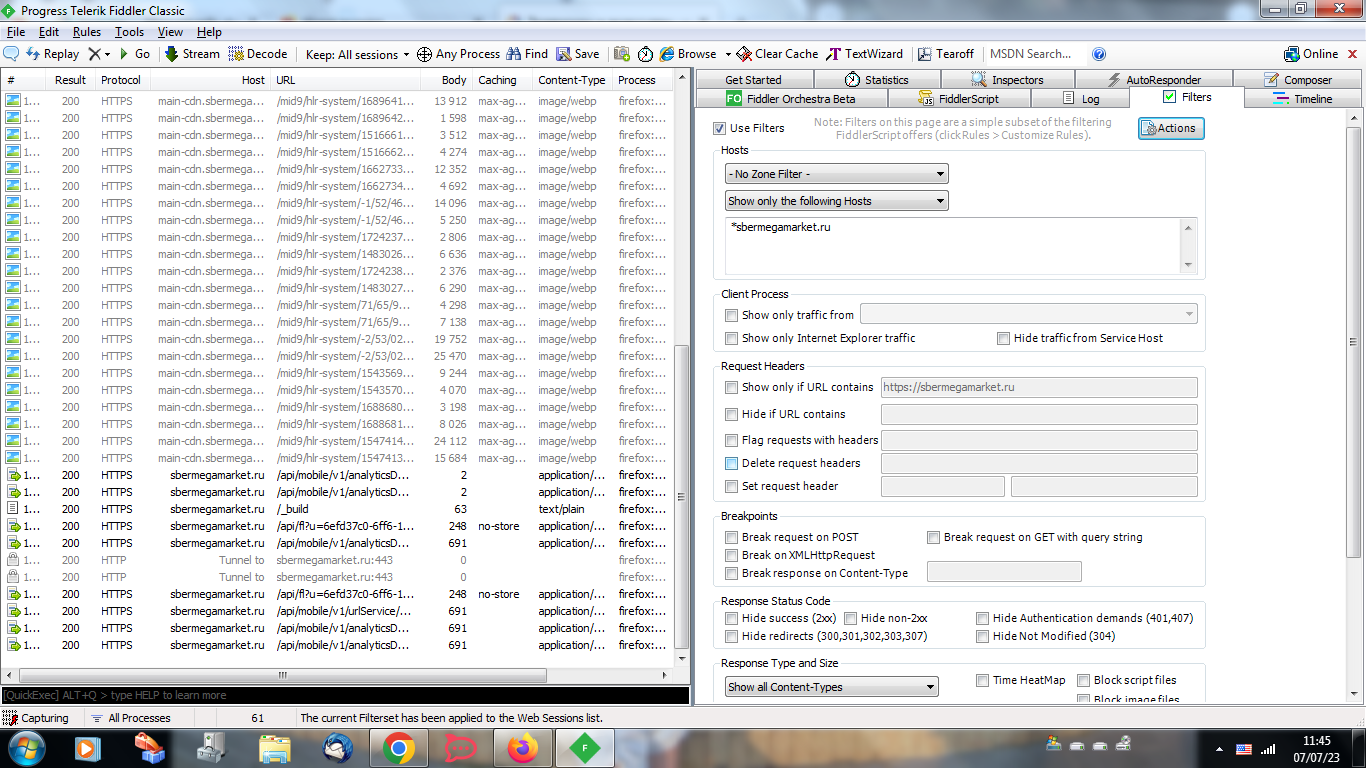 Progress Telerik Fiddler Classic
File Edit Rules Tools View Help
Replay Go Stream Decode Keep: All sessions Any Process Find Save Browse Clear Cache TextWizard Tearoff MSDN Search... Online
# Result Protocol Host URL Body Caching Content-Type Process
1... 200 HTTPS main-cdn.sbermega... /mid9/hlr-system/1689641... 13 912 max-ag... image/webp firefox:...
1... 200 HTTPS main-cdn.sbermega... /mid9/hlr-system/1689642... 1 598 max-ag... image/webp firefox:...
1... 200 HTTPS main-cdn.sbermega... /mid9/hlr-system/1516661... 3 512 max-ag... image/webp firefox:...
1... 200 HTTPS main-cdn.sbermega... /mid9/hlr-system/1516662... 4 274 max-ag... image/webp firefox:...
1... 200 HTTPS main-cdn.sbermega... /mid9/hlr-system/1662733... 12 352 max-ag... image/webp firefox:...
1... 200 HTTPS main-cdn.sbermega... /mid9/hlr-system/1662734... 4 692 max-ag... image/webp firefox:...
1... 200 HTTPS main-cdn.sbermega... /mid9/hlr-system/-1/52/46... 14 096 max-ag... image/webp firefox:...
1... 200 HTTPS main-cdn.sbermega... /mid9/hlr-system/-1/52/46... 5 250 max-ag... image/webp firefox:...
1... 200 HTTPS main-cdn.sbermega... /mid9/hlr-system/1724237... 2 806 max-ag... image/webp firefox:...
1... 200 HTTPS main-cdn.sbermega... /mid9/hlr-system/1483026... 6 636 max-ag... image/webp firefox:...
1... 200 HTTPS main-cdn.sbermega... /mid9/hlr-system/1724238... 2 376 max-ag... image/webp firefox:...
1... 200 HTTPS main-cdn.sbermega... /mid9/hlr-system/1483027... 6 290 max-ag... image/webp firefox:...
1... 200 HTTPS main-cdn.sbermega... /mid9/hlr-system/71/65/9... 4 298 max-ag... image/webp firefox:...
1... 200 HTTPS main-cdn.sbermega... /mid9/hlr-system/71/65/9... 7 138 max-ag... image/webp firefox:...
1... 200 HTTPS main-cdn.sbermega... /mid9/hlr-system/-2/53/02... 19 752 max-ag... image/webp firefox:...
1... 200 HTTPS main-cdn.sbermega... /mid9/hlr-system/-2/53/02... 25 470 max-ag... image/webp firefox:...
1... 200 HTTPS main-cdn.sbermega... /mid9/hlr-system/1543569... 9 244 max-ag... image/webp firefox:...
1... 200 HTTPS main-cdn.sbermega... /mid9/hlr-system/1543570... 4 070 max-ag... image/webp firefox:...
1... 200 HTTPS main-cdn.sbermega... /mid9/hlr-system/1688680... 3 198 max-ag... image/webp firefox:...
1... 200 HTTPS main-cdn.sbermega... /mid9/hlr-system/1688681... 8 026 max-ag... image/webp firefox:...
1... 200 HTTPS main-cdn.sbermega... /mid9/hlr-system/1547414... 24 112 max-ag... image/webp firefox:...
1... 200 HTTPS main-cdn.sbermega... /mid9/hlr-system/1547413... 15 684 max-ag... image/webp firefox:...
1... 200 HTTPS sbermegamarket.ru /api/mobile/v1/analyticsD... 2 application/... firefox:...
1... 200 HTTPS sbermegamarket.ru /api/mobile/v1/analyticsD... 2 application/... firefox:...
1... 200 HTTPS sbermegamarket.ru /_build 63 text/plain firefox:...
1... 200 HTTPS sbermegamarket.ru /api/fl?u=6efd37c0-6ff6-1... 248 no-store application/... firefox:...
1... 200 HTTPS sbermegamarket.ru /api/mobile/v1/analyticsD... 691 application/... firefox:...
1... 200 HTTP Tunnel to sbermegamarket.ru:443 0 firefox:...
1... 200 HTTP Tunnel to sbermegamarket.ru:443 0 firefox:...
1... 200 HTTPS sbermegamarket.ru /api/fl?u=6efd37c0-6ff6-1... 248 no-store application/... firefox:...
1... 200 HTTPS sbermegamarket.ru /api/mobile/v1/urlService/... 691 application/... firefox:...
1... 200 HTTPS sbermegamarket.ru /api/mobile/v1/analyticsD... 691 application/... firefox:...
1... 200 HTTPS sbermegamarket.ru /api/mobile/v1/analyticsD... 691 application/... firefox:...
[QuickExec] ALT+Q > type HELP to learn more
Get Started Statistics Inspectors AutoResponder Composer
FO Fiddler Orchestra Beta FiddlerScript Log Filters Timeline
Use Filters
Note: Filters on this page are a simple subset of the filtering
FiddlerScript offers (click Rules > Customize Rules).
Actions
Hosts
- No Zone Filter -
Show only the following Hosts
*sbermegamarket.ru
Client Process
Show only traffic from
Show only Internet Explorer traffic Hide traffic from Service Host
Request Headers
Show only if URL contains https://sbermegamarket.ru
Hide if URL contains
Flag requests with headers
Delete request headers
Set request header
Breakpoints
Break request on POST Break request on GET with query string
Break on XMLHttpRequest
Break response on Content-Type
Response Status Code
Hide success (2xx) Hide non-2xx Hide Authentication demands (401,407)
Hide redirects (300,301,302,303,307) Hide Not Modified (304)
Response Type and Size
Show all Content-Types Time HeatMap Block script files
Block image files
Capturing All Processes 61 The current Filterset has been applied to the Web Sessions list.
11:45
07/07/23